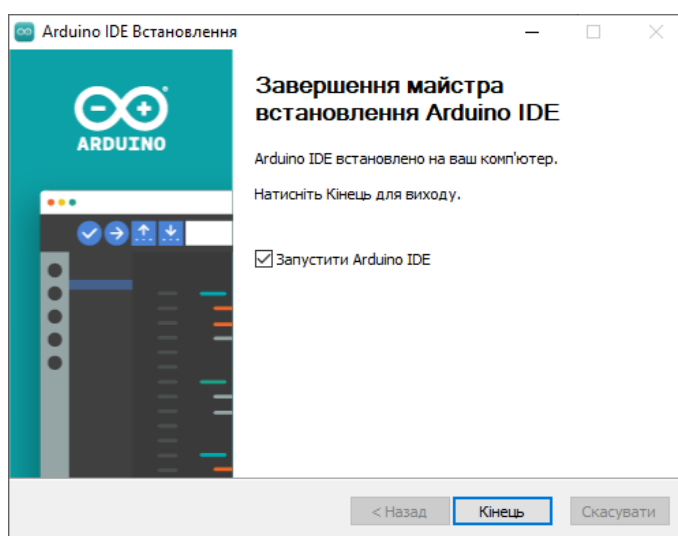 Arduino IDE Встановлення
ARDUINO
Завершення майстра
встановлення Arduino IDE
Arduino IDE встановлено на ваш комп'ютер.
Натисніть Кінець для виходу.
Запустити Arduino IDE
< Назад
Кінець
Скасувати